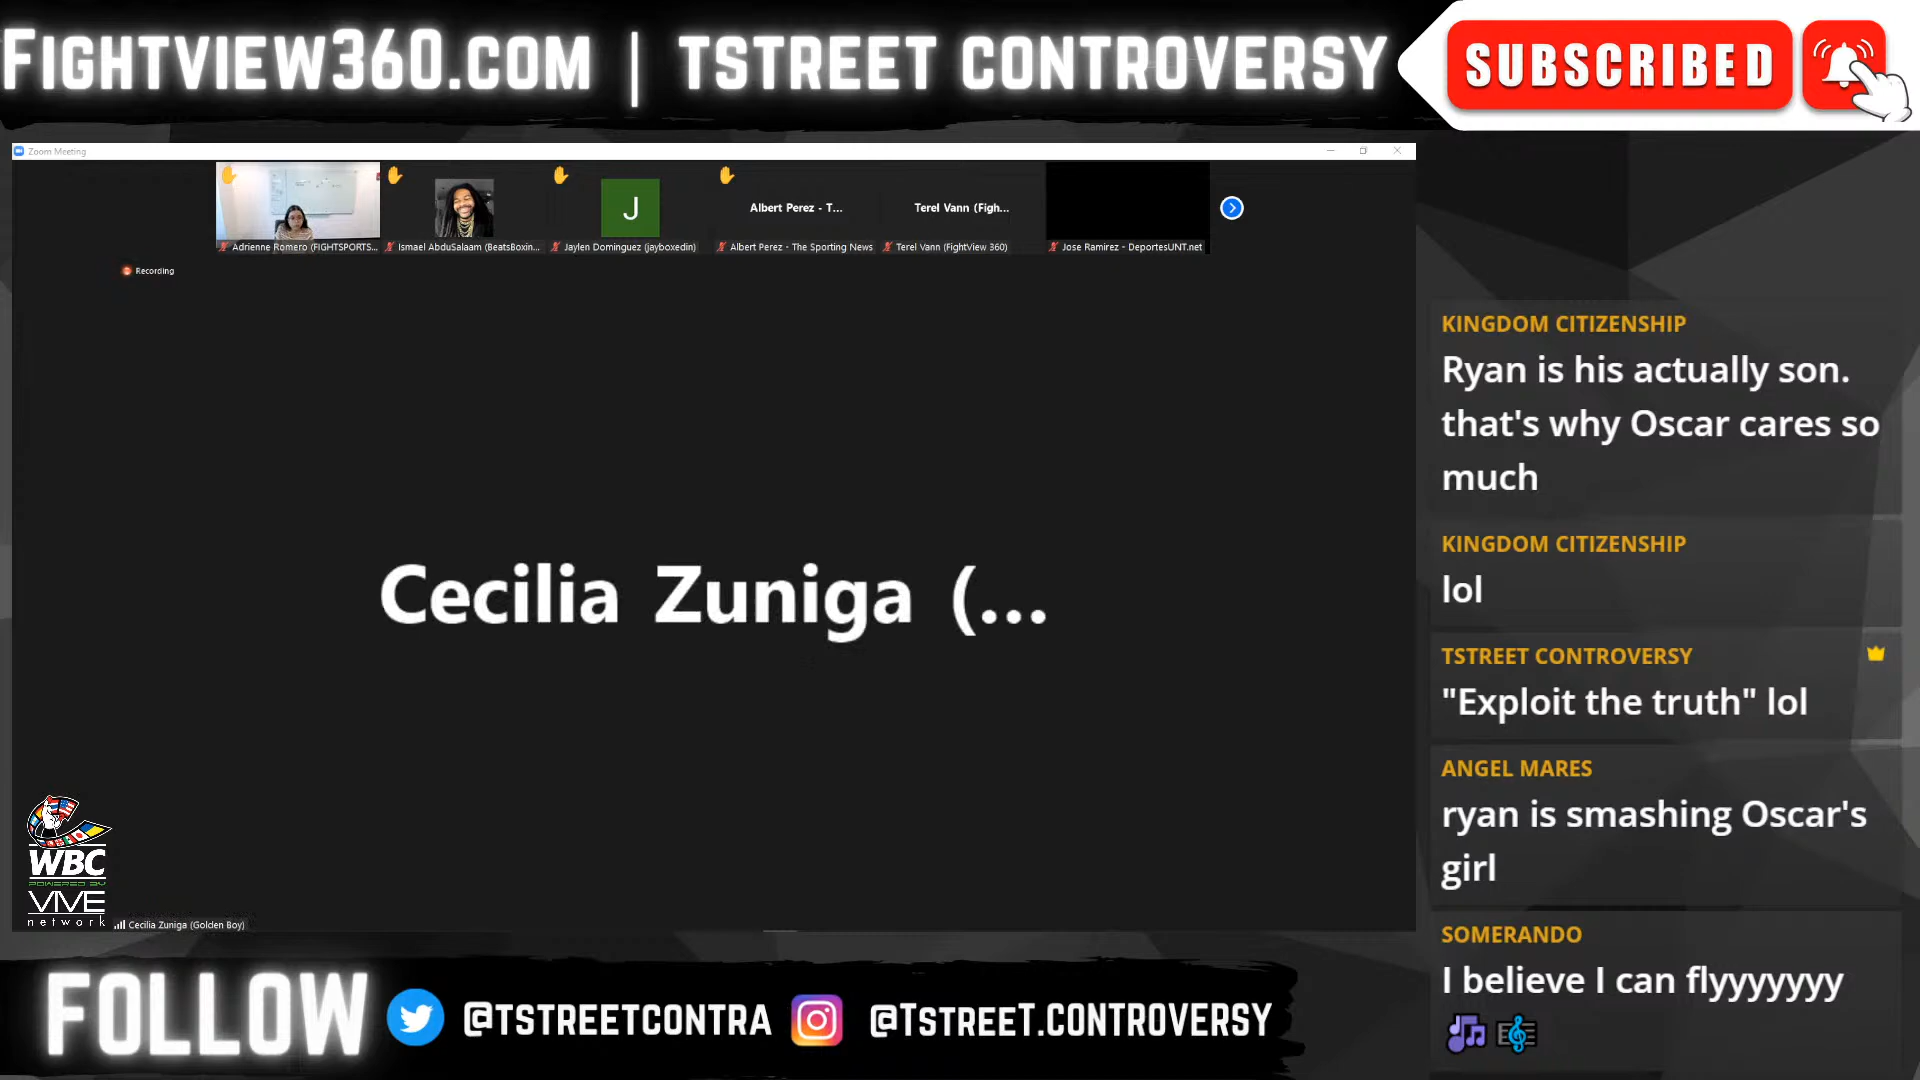 FIGHTVIEW360.COM | TSTREET CONTROVERSY
SUBSCRIBED
Zoom Meeting
Albert Perez - T...
Terel Vann (Figh...
J
Adrienne Romero (FIGHTSPORTS...
Ismael AbduSalaam (BeatsBoxin...
Jaylen Dominguez (jayboxedin)
Albert Perez - The Sporting News
Terel Vann (FightView 360)
Jose Ramirez - DeportesUNT.net
Recording
Cecilia Zuniga (...
WBC
POWERED BY
VIVE
network
Cecilia Zuniga (Golden Boy)
KINGDOM CITIZENSHIP
Ryan is his actually son.
that's why Oscar cares so
much
KINGDOM CITIZENSHIP
lol
TSTREET CONTROVERSY
"Exploit the truth" lol
ANGEL MARES
ryan is smashing Oscar's
girl
SOMERANDO
I believe I can flyyyyyyy
FOLLOW
@TSTREETCONTRA
@TSTREET.CONTROVERSY